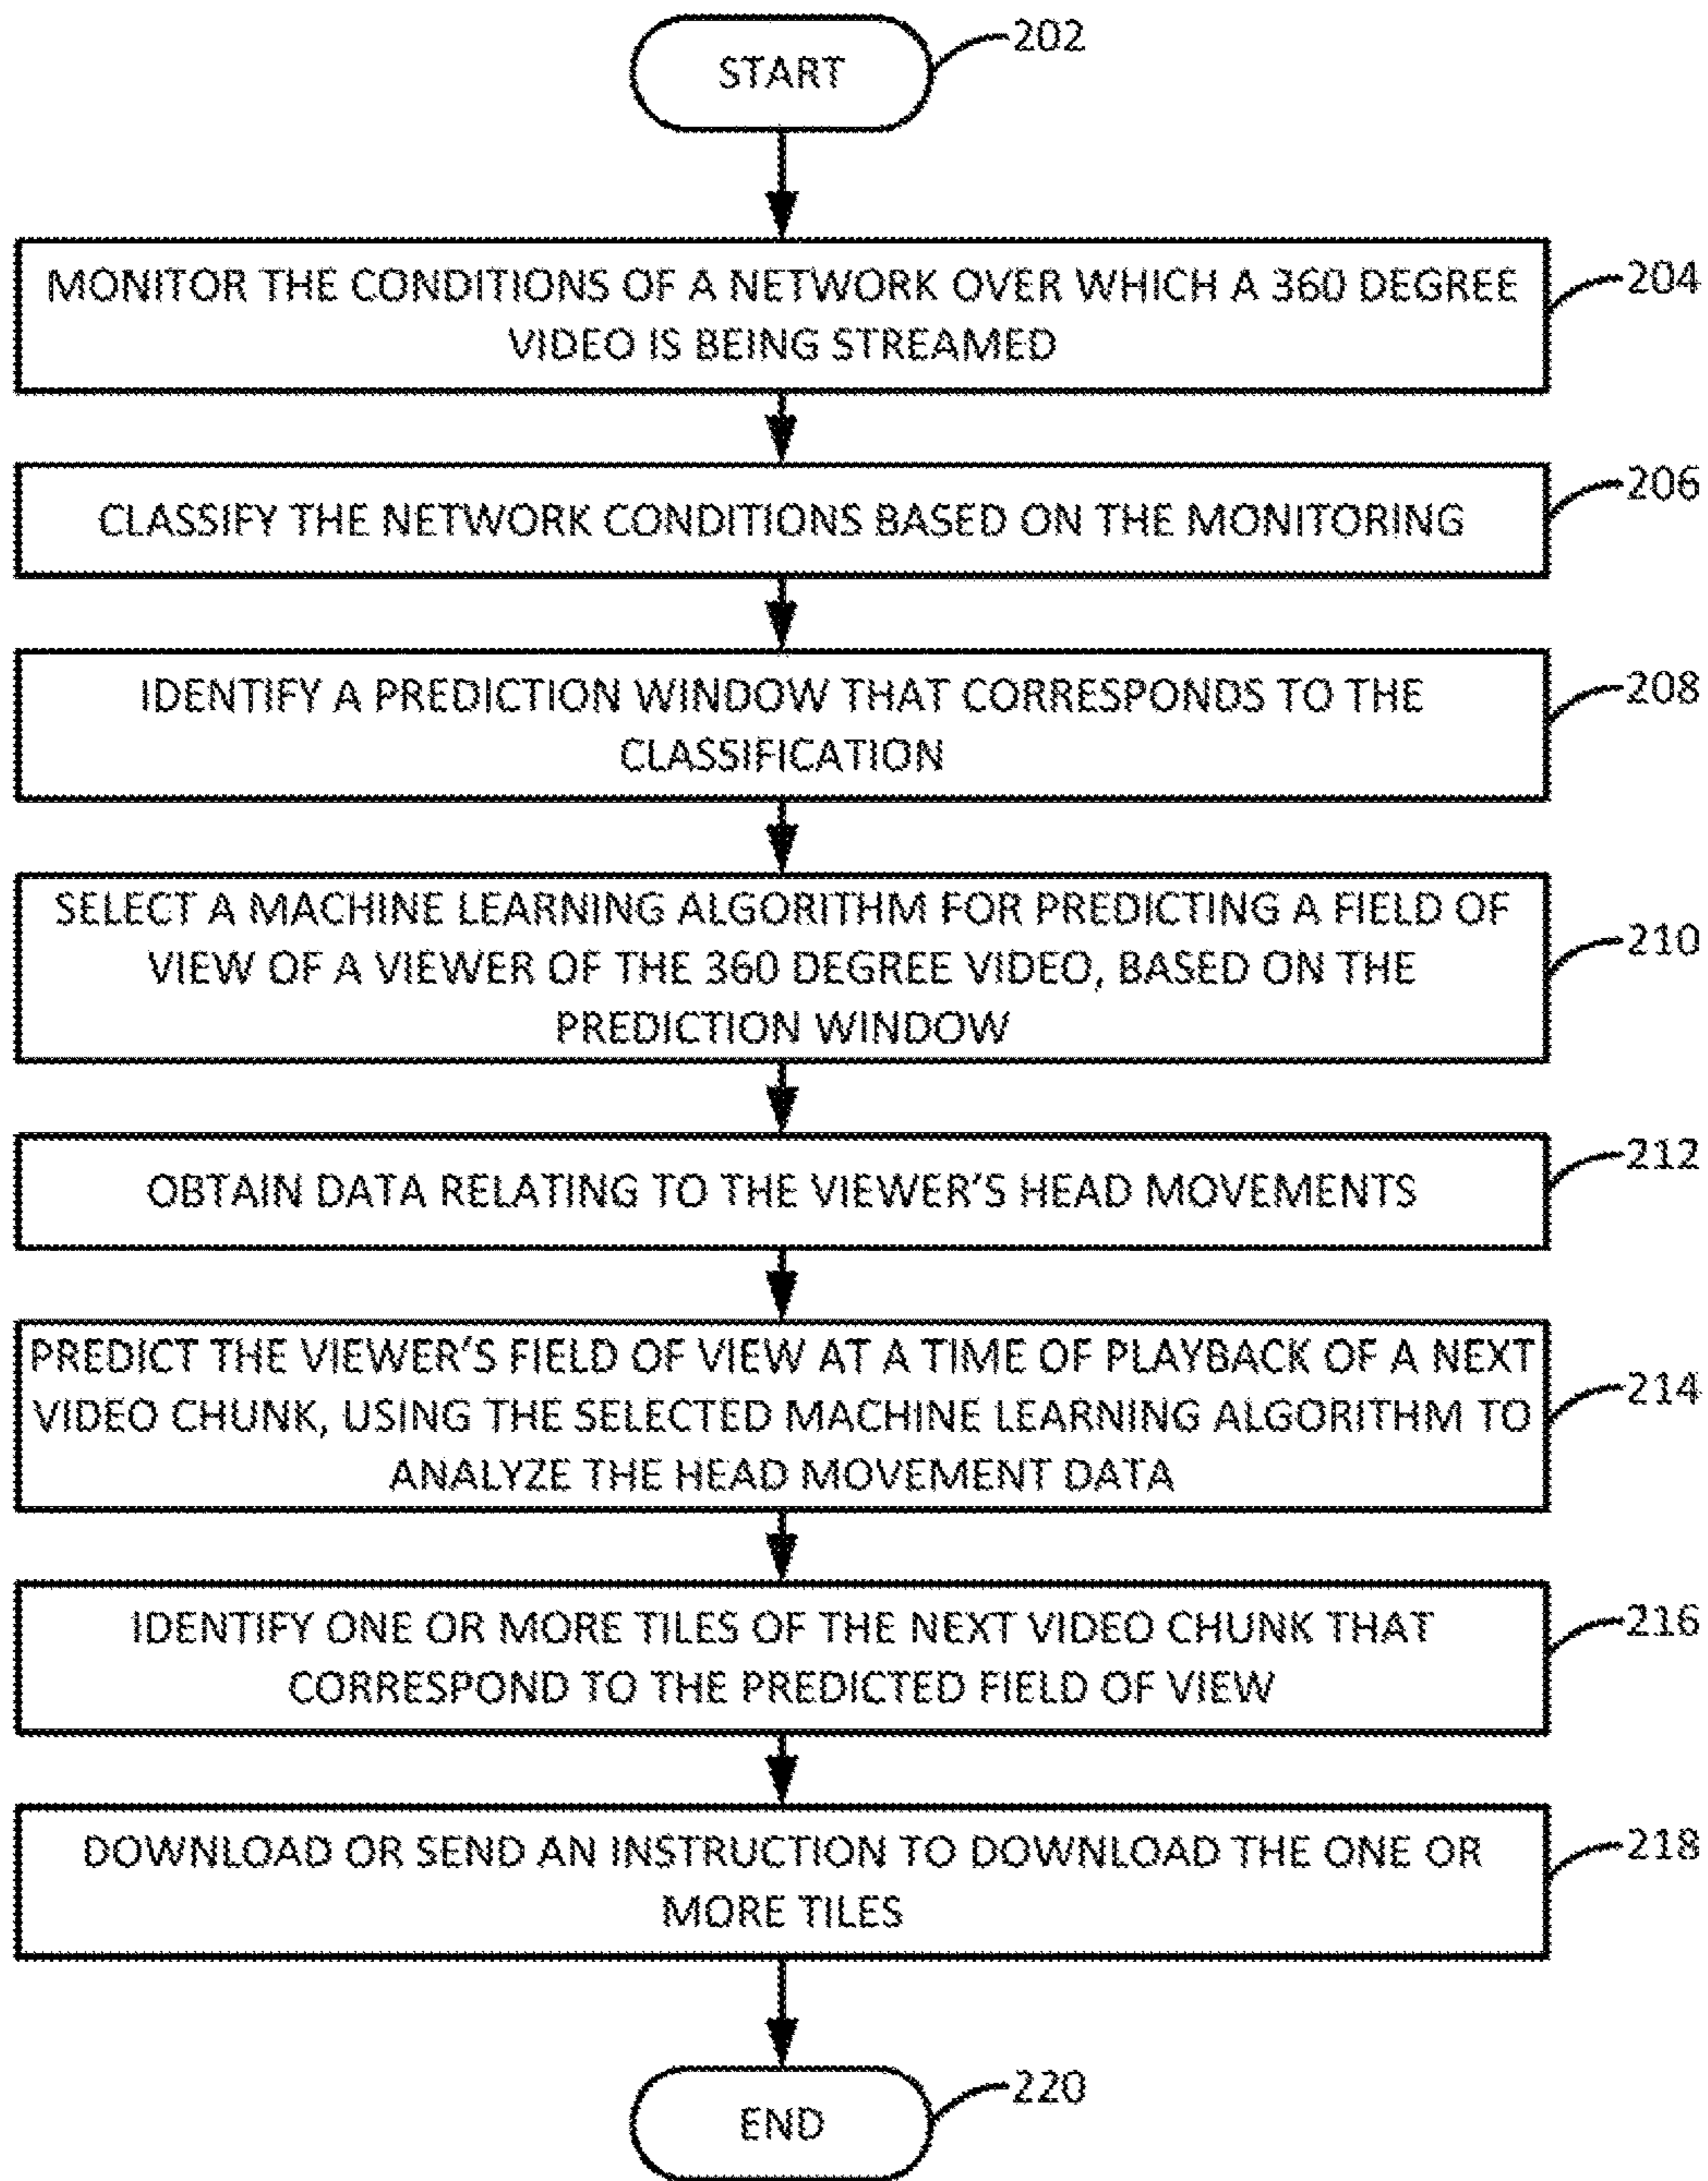 START
202
MONITOR THE CONDITIONS OF A NETWORK OVER WHICH A 360 DEGREE
VIDEO IS BEING STREAMED
204
CLASSIFY THE NETWORK CONDITIONS BASED ON THE MONITORING
206
IDENTIFY A PREDICTION WINDOW THAT CORRESPONDS TO THE
CLASSIFICATION
208
SELECT A MACHINE LEARNING ALGORITHM FOR PREDICTING A FIELD OF
VIEW OF A VIEWER OF THE 360 DEGREE VIDEO, BASED ON THE
PREDICTION WINDOW
210
OBTAIN DATA RELATING TO THE VIEWER'S HEAD MOVEMENTS
212
PREDICT THE VIEWER'S FIELD OF VIEW AT A TIME OF PLAYBACK OF A NEXT
VIDEO CHUNK, USING THE SELECTED MACHINE LEARNING ALGORITHM TO
ANALYZE THE HEAD MOVEMENT DATA
214
IDENTIFY ONE OR MORE TILES OF THE NEXT VIDEO CHUNK THAT
CORRESPOND TO THE PREDICTED FIELD OF VIEW
216
DOWNLOAD OR SEND AN INSTRUCTION TO DOWNLOAD THE ONE OR
MORE TILES
218
END
220